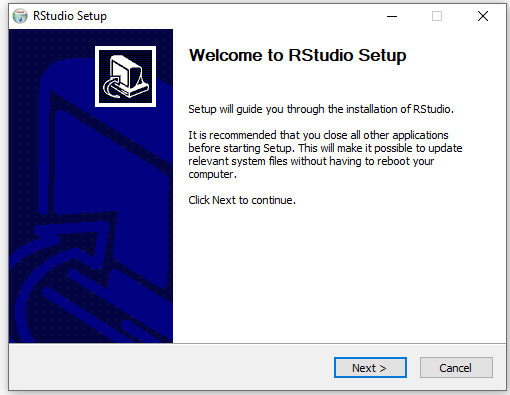 RStudio Setup
Welcome to RStudio Setup
Setup will guide you through the installation of RStudio.
It is recommended that you close all other applications
before starting Setup. This will make it possible to update
relevant system files without having to reboot your
computer.
Click Next to continue.
Next >
Cancel